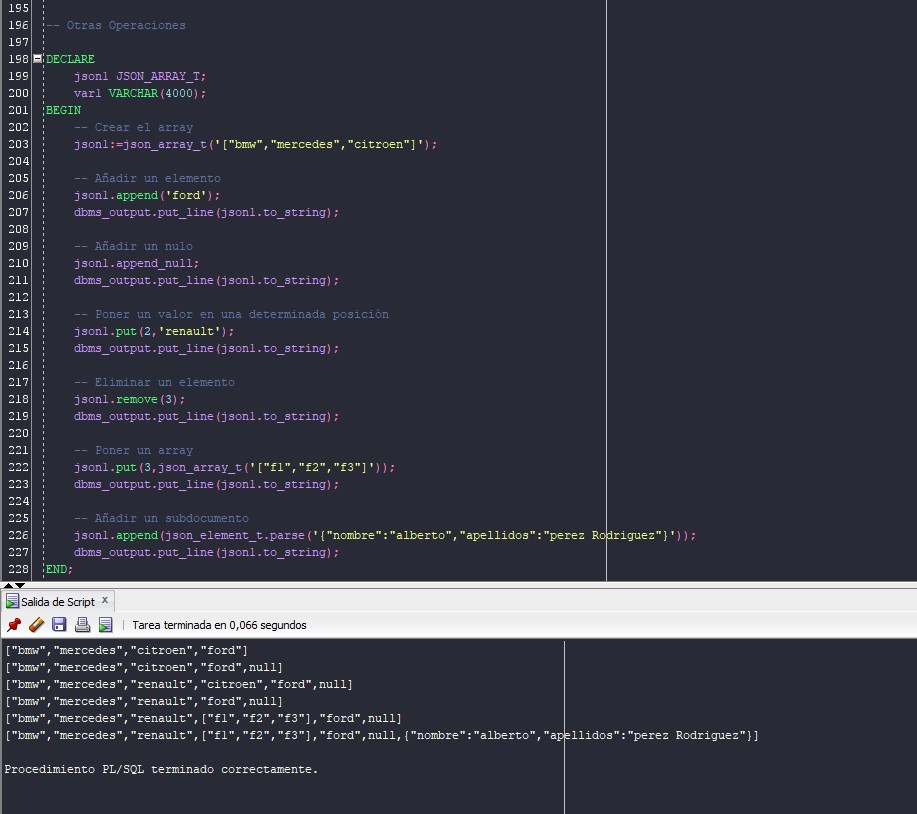 195
196 -- Otras Operaciones
197
198 DECLARE
199 json1 JSON_ARRAY_T;
200 var1 VARCHAR(4000);
201 BEGIN
202 -- Crear el array
203 json1:=json_array_t('["bmw","mercedes","citroen"]');
204
205 -- Añadir un elemento
206 json1.append('ford');
207 dbms_output.put_line(json1.to_string);
208
209 -- Añadir un nulo
210 json1.append_null;
211 dbms_output.put_line(json1.to_string);
212
213 -- Poner un valor en una determinada posición
214 json1.put(2,'renault');
215 dbms_output.put_line(json1.to_string);
216
217 -- Eliminar un elemento
218 json1.remove(3);
219 dbms_output.put_line(json1.to_string);
220
221 -- Poner un array
222 json1.put(3,json_array_t('["f1","f2","f3"]'));
223 dbms_output.put_line(json1.to_string);
224
225 -- Añadir un subdocumento
226 json1.append(json_element_t.parse('{"nombre":"alberto","apellidos":"perez Rodriguez"}'));
227 dbms_output.put_line(json1.to_string);
228 END;
Salida de Script x
Tarea terminada en 0,066 segundos
["bmw","mercedes","citroen","ford"]
["bmw","mercedes","citroen","ford",null]
["bmw","mercedes","renault","citroen","ford",null]
["bmw","mercedes","renault","ford",null]
["bmw","mercedes","renault",["f1","f2","f3"],"ford",null]
["bmw","mercedes","renault",["f1","f2","f3"],"ford",null,{"nombre":"alberto","apellidos":"perez Rodriguez"}]
Procedimiento PL/SQL terminado correctamente.